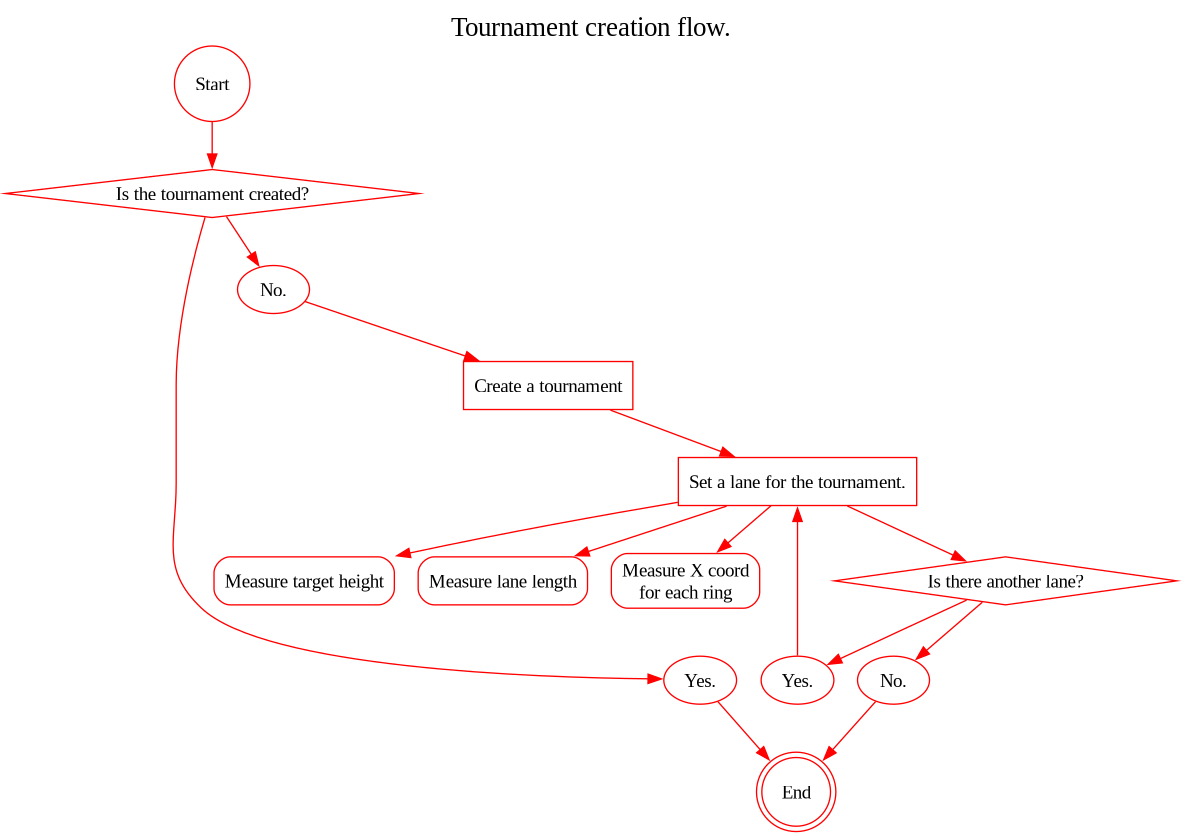 Tournament creation flow.
Start
Is the tournament created?
No.
Create a tournament
Set a lane for the tournament.
Measure target height
Measure lane length
Measure X coord
for each ring
Is there another lane?
Yes.
Yes.
No.
End